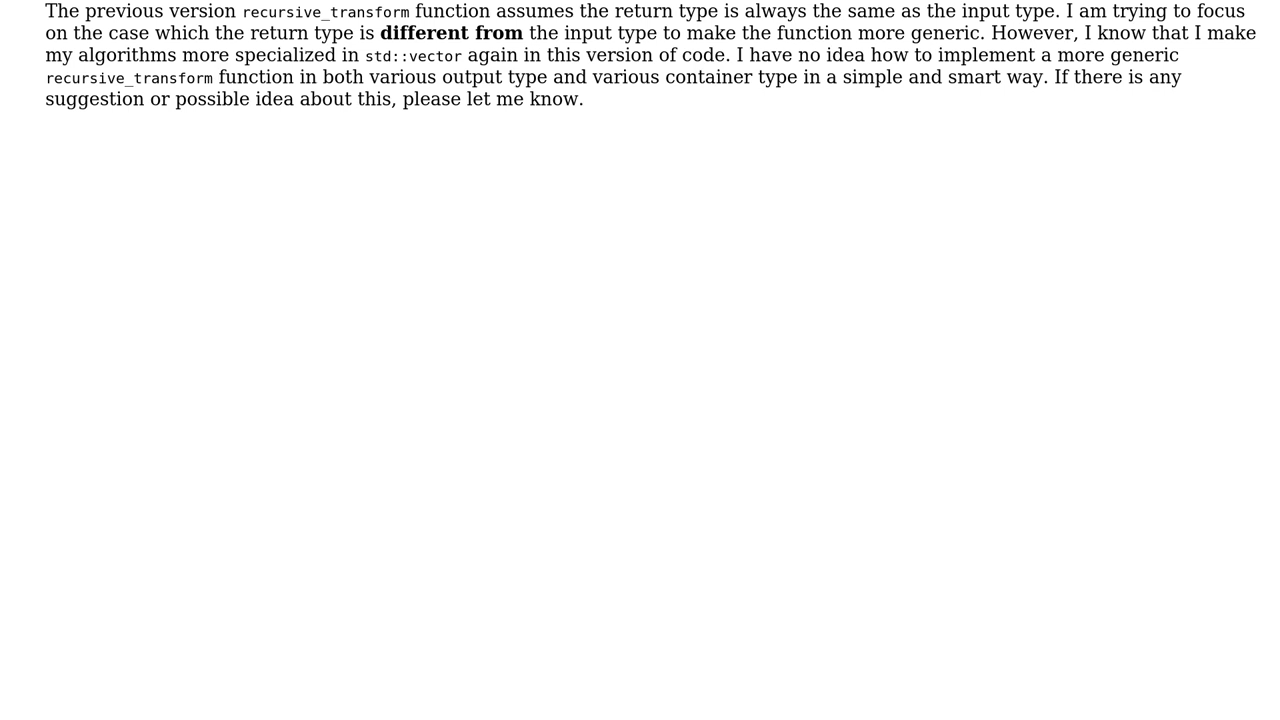 The previous version recursive_transform function assumes the return type is always the same as the input type. I am trying to focus
on the case which the return type is different from the input type to make the function more generic. However, I know that I make
my algorithms more specialized in std::vector again in this version of code. I have no idea how to implement a more generic
recursive_transform function in both various output type and various container type in a simple and smart way. If there is any
suggestion or possible idea about this, please let me know.